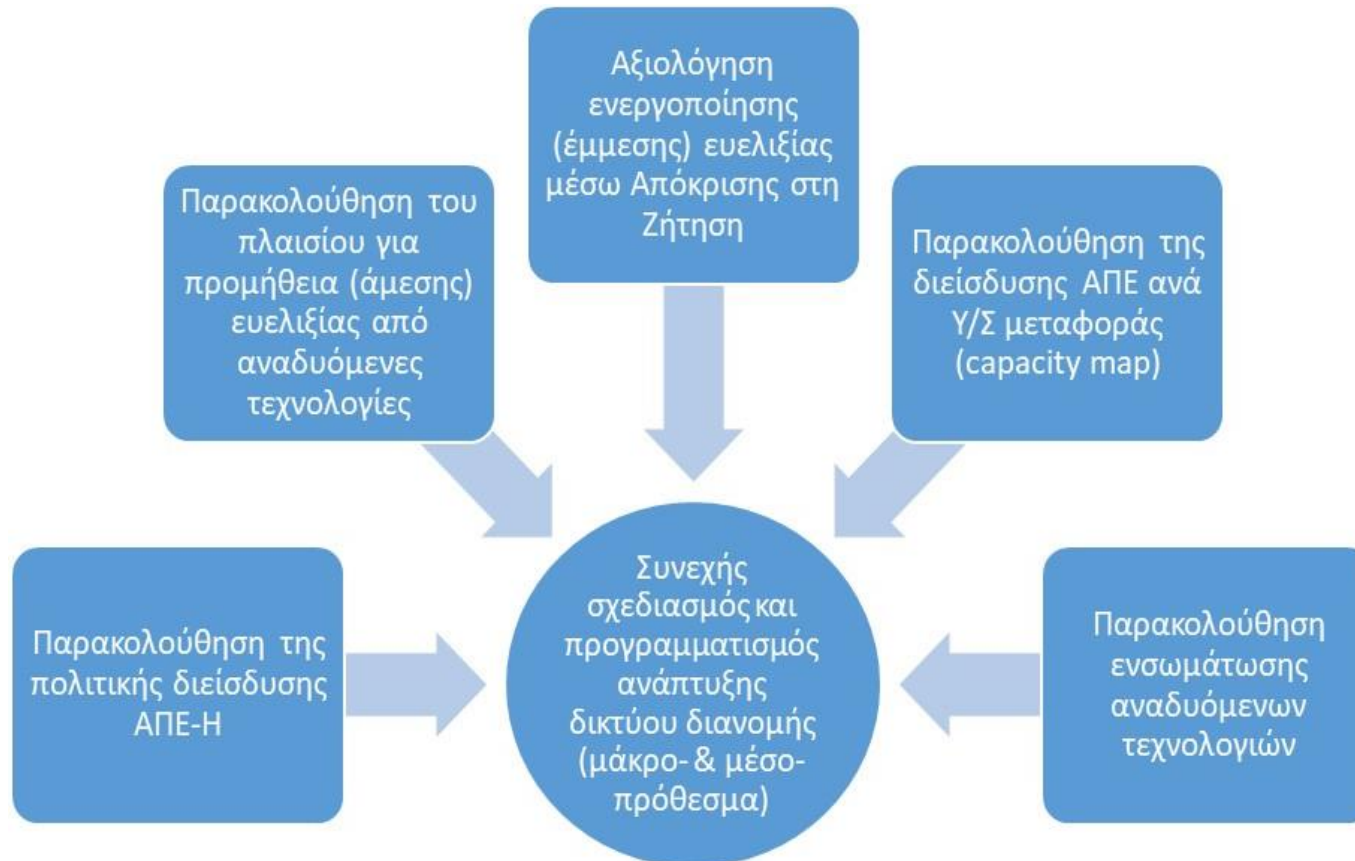 Αξιολόγηση
ενεργοποίησης
(έμμεσης) ευελιξίας
μέσω Απόκρισης στη
Ζήτηση
Παρακολούθηση του
πλαισίου για
προμήθεια (άμεσης)
ευελιξίας από
αναδυόμενες
τεχνολογίες
Παρακολούθηση της
διείσδυσης ΑΠΕ ανά
Υ/Σ μεταφοράς
(capacity map)
Παρακολούθηση της
πολιτικής διείσδυσης
ΑΠΕ-Η
Συνεχής
σχεδιασμός και
προγραμματισμός
ανάπτυξης
δικτύου διανομής
(μάκρο- & μέσο-
πρόθεσμα)
Παρακολούθηση
ενσωμάτωσης
αναδυόμενων
τεχνολογιών